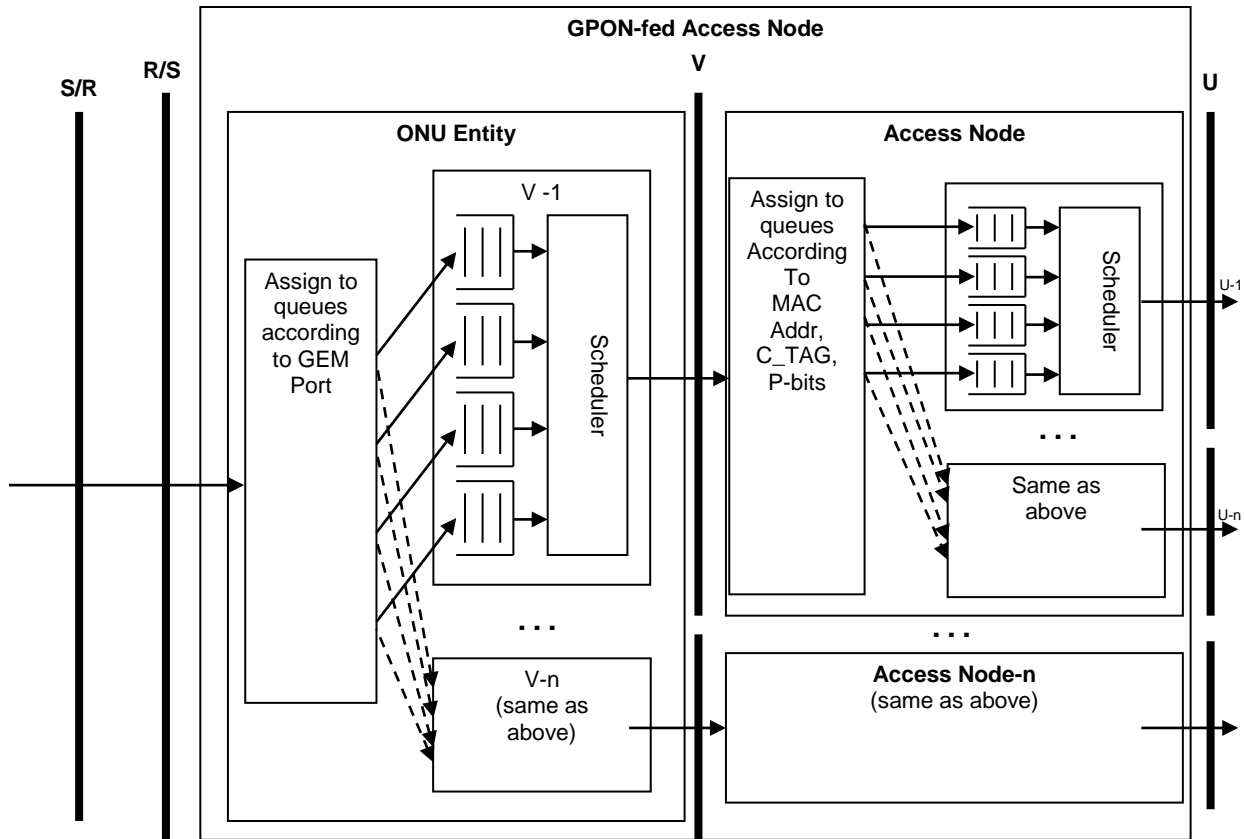 GPON-fed Access Node
S/R
R/S
V
U
ONU Entity
Assign to
queues
according
to GEM
Port
V -1
Scheduler
. . .
V-n
(same as
above)
Access Node
Assign to
queues
According
To
MAC
Addr,
C_TAG,
P-bits
Scheduler
U-1
. . .
Same as
above
U-n
. . .
Access Node-n
(same as above)